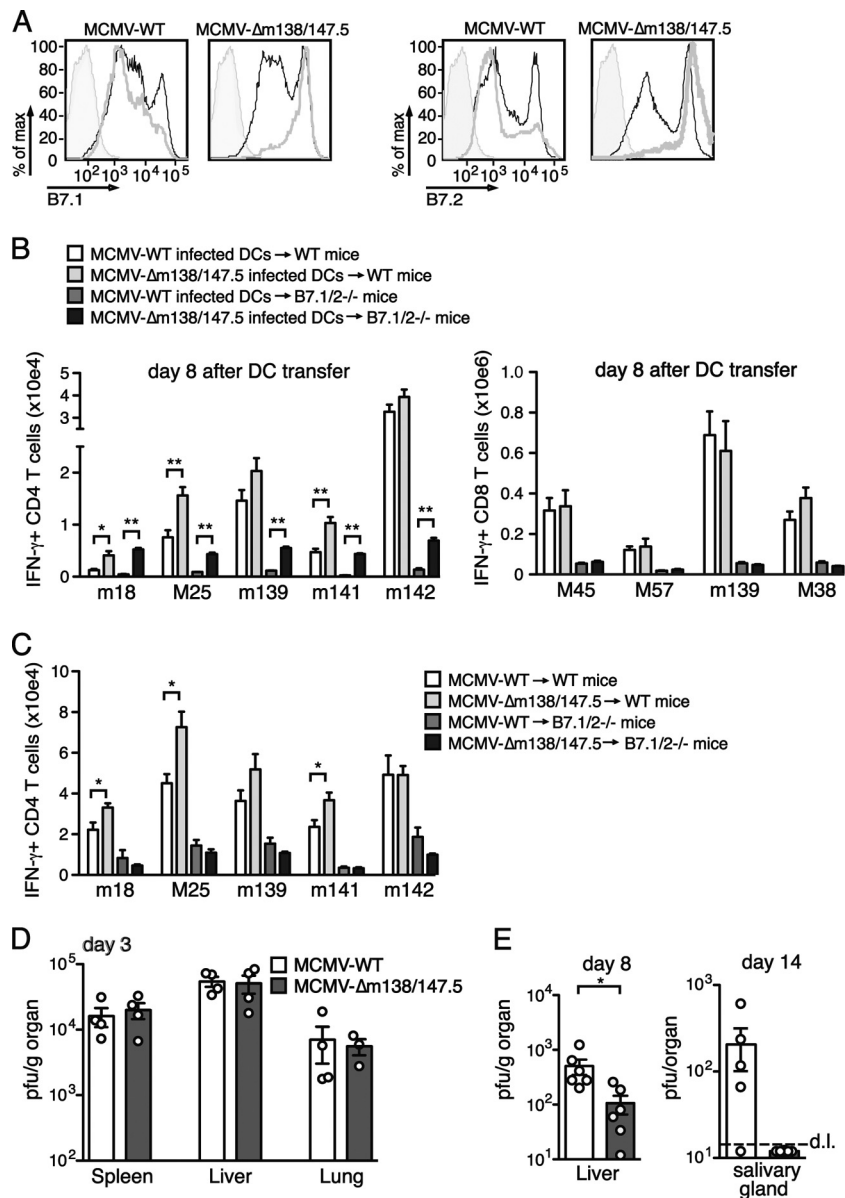 A
MCMV-WT
MCMV-Δm138/147.5
MCMV-WT
MCMV-Δm138/147.5
% of max
100
80
60
40
20
0
10² 10³ 10⁴ 10⁵
B7.1
% of max
100
80
60
40
20
0
10² 10³ 10⁴ 10⁵
B7.2
B
MCMV-WT infected DCs → WT mice
MCMV-Δm138/147.5 infected DCs → WT mice
MCMV-WT infected DCs → B7.1/2-/- mice
MCMV-Δm138/147.5 infected DCs → B7.1/2-/- mice
day 8 after DC transfer
IFN-γ+ CD4 T cells (x10e4)
5
4
3
2
1
0
* ** ** ** ** ** ** **
m18 M25 m139 m141 m142
day 8 after DC transfer
IFN-γ+ CD8 T cells (x10e6)
1.0
0.8
0.6
0.4
0.2
0
M45 M57 m139 M38
C
IFN-γ+ CD4 T cells (x10e4)
10
8
6
4
2
0
* * *
m18 M25 m139 m141 m142
MCMV-WT → WT mice
MCMV-Δm138/147.5 → WT mice
MCMV-WT → B7.1/2-/- mice
MCMV-Δm138/147.5 → B7.1/2-/- mice
D
day 3
pfu/g organ
10⁵
10⁴
10³
10²
Spleen Liver Lung
MCMV-WT
MCMV-Δm138/147.5
E
day 8
*
pfu/g organ
10⁴
10³
10²
10¹
Liver
day 14
pfu/organ
10³
10²
10¹
d.l.
salivary
gland